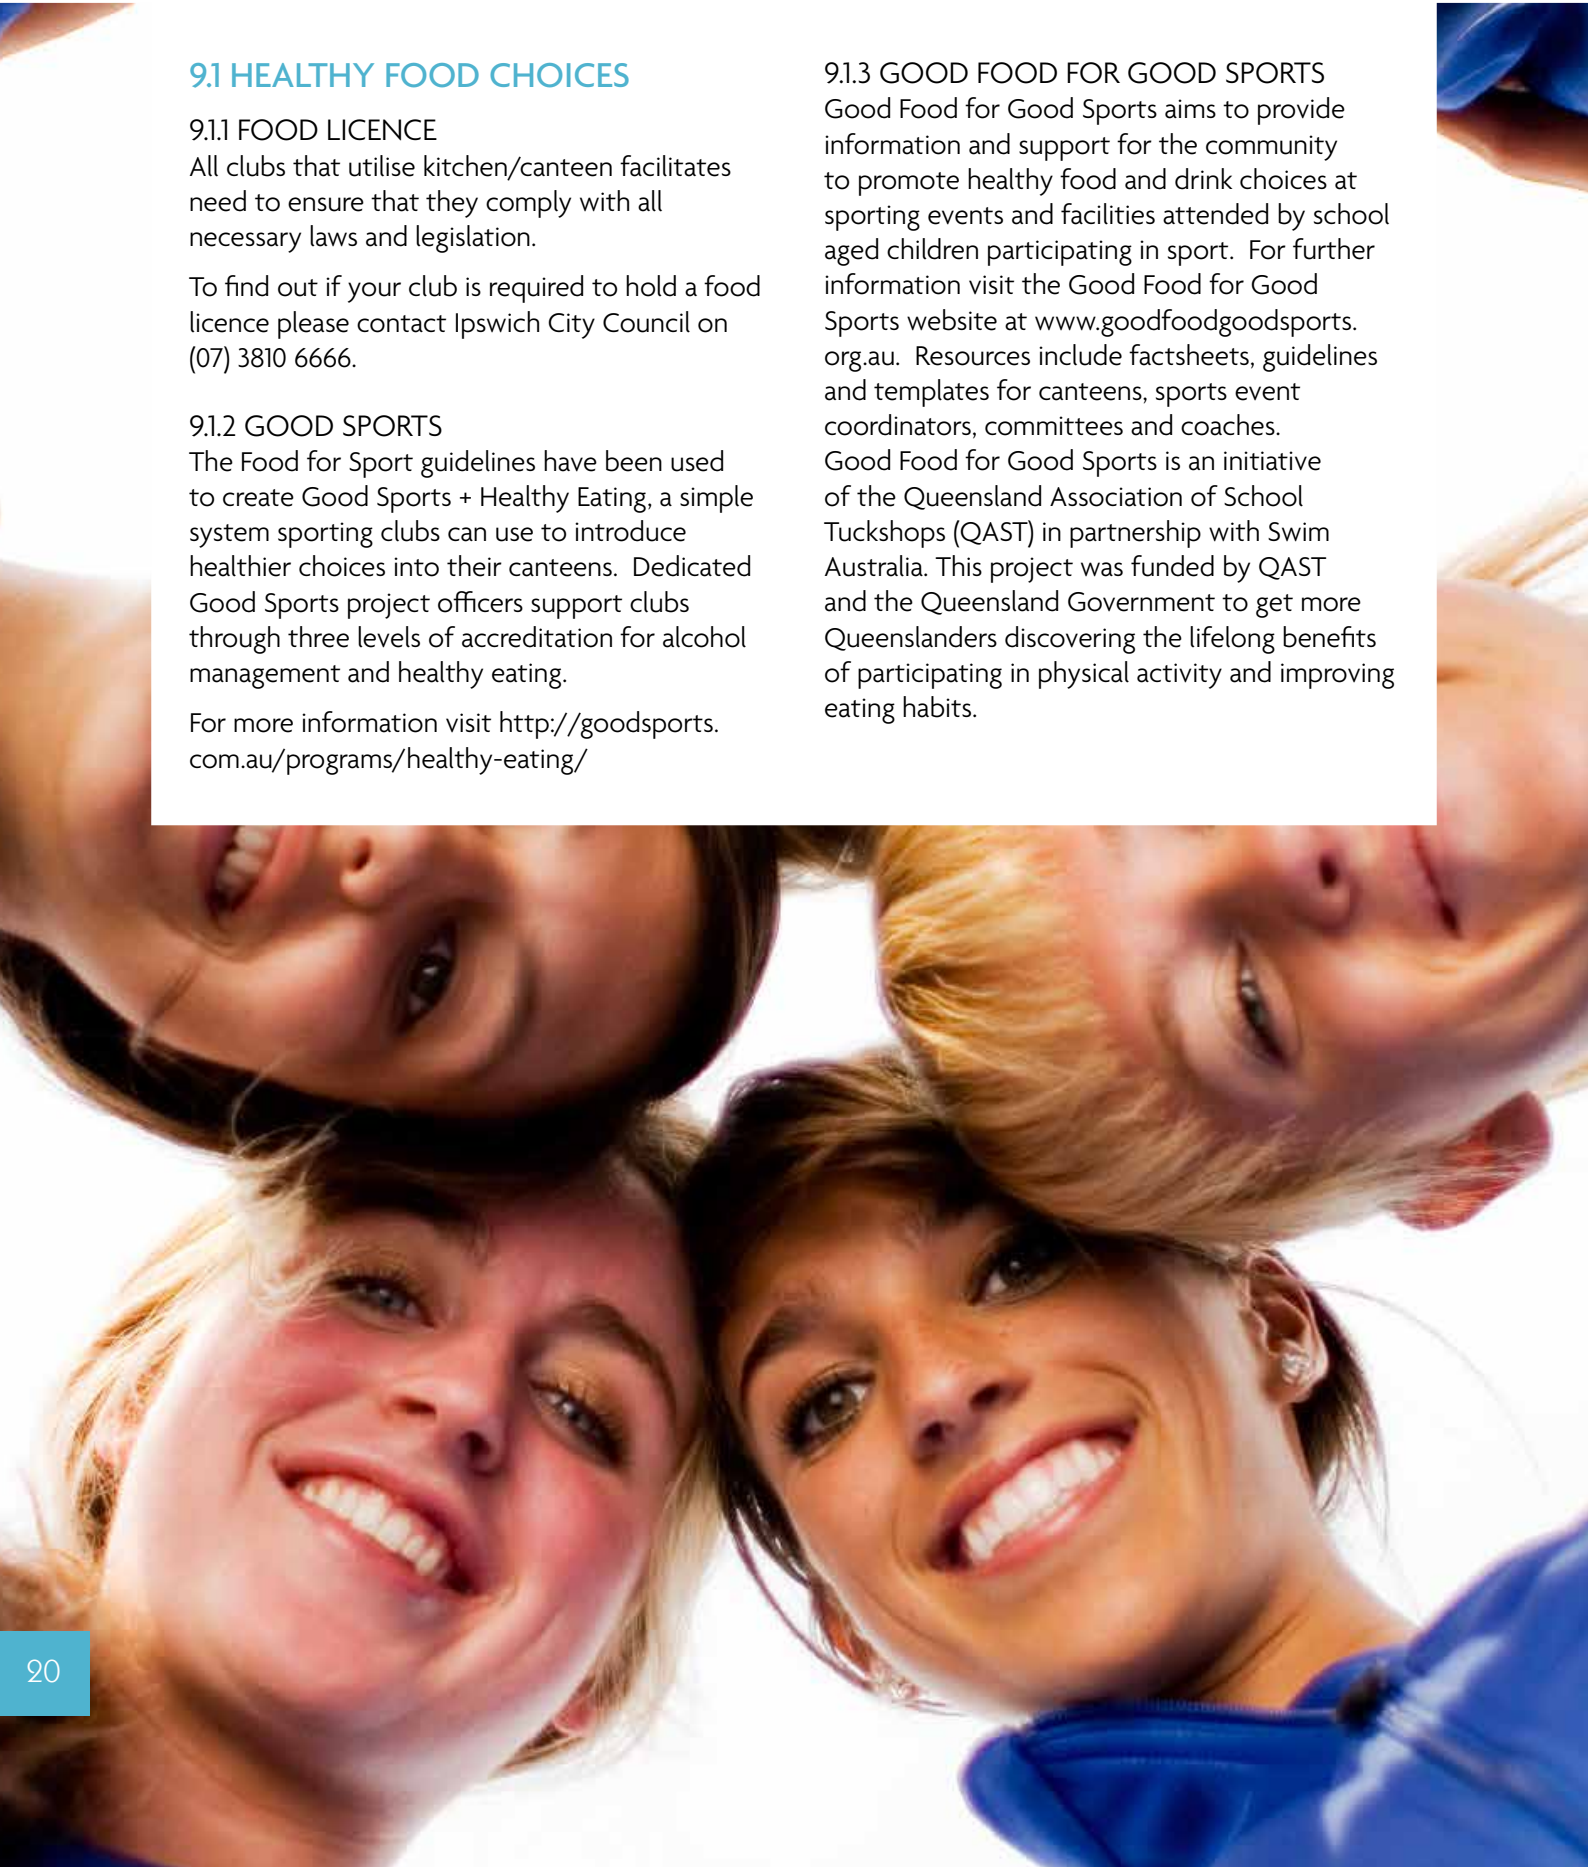 9.1 HEALTHY FOOD CHOICES
9.1.1 FOOD LICENCE
All clubs that utilise kitchen/canteen facilitates
need to ensure that they comply with all
necessary laws and legislation.
To find out if your club is required to hold a food
licence please contact Ipswich City Council on
(07) 3810 6666.
9.1.2 GOOD SPORTS
The Food for Sport guidelines have been used
to create Good Sports + Healthy Eating, a simple
system sporting clubs can use to introduce
healthier choices into their canteens.  Dedicated
Good Sports project officers support clubs
through three levels of accreditation for alcohol
management and healthy eating.
For more information visit http://goodsports.
com.au/programs/healthy-eating/
9.1.3 GOOD FOOD FOR GOOD SPORTS
Good Food for Good Sports aims to provide
information and support for the community
to promote healthy food and drink choices at
sporting events and facilities attended by school
aged children participating in sport.  For further
information visit the Good Food for Good
Sports website at www.goodfoodgoodsports.
org.au.  Resources include factsheets, guidelines
and templates for canteens, sports event
coordinators, committees and coaches.
Good Food for Good Sports is an initiative
of the Queensland Association of School
Tuckshops (QAST) in partnership with Swim
Australia. This project was funded by QAST
and the Queensland Government to get more
Queenslanders discovering the lifelong benefits
of participating in physical activity and improving
eating habits.
20